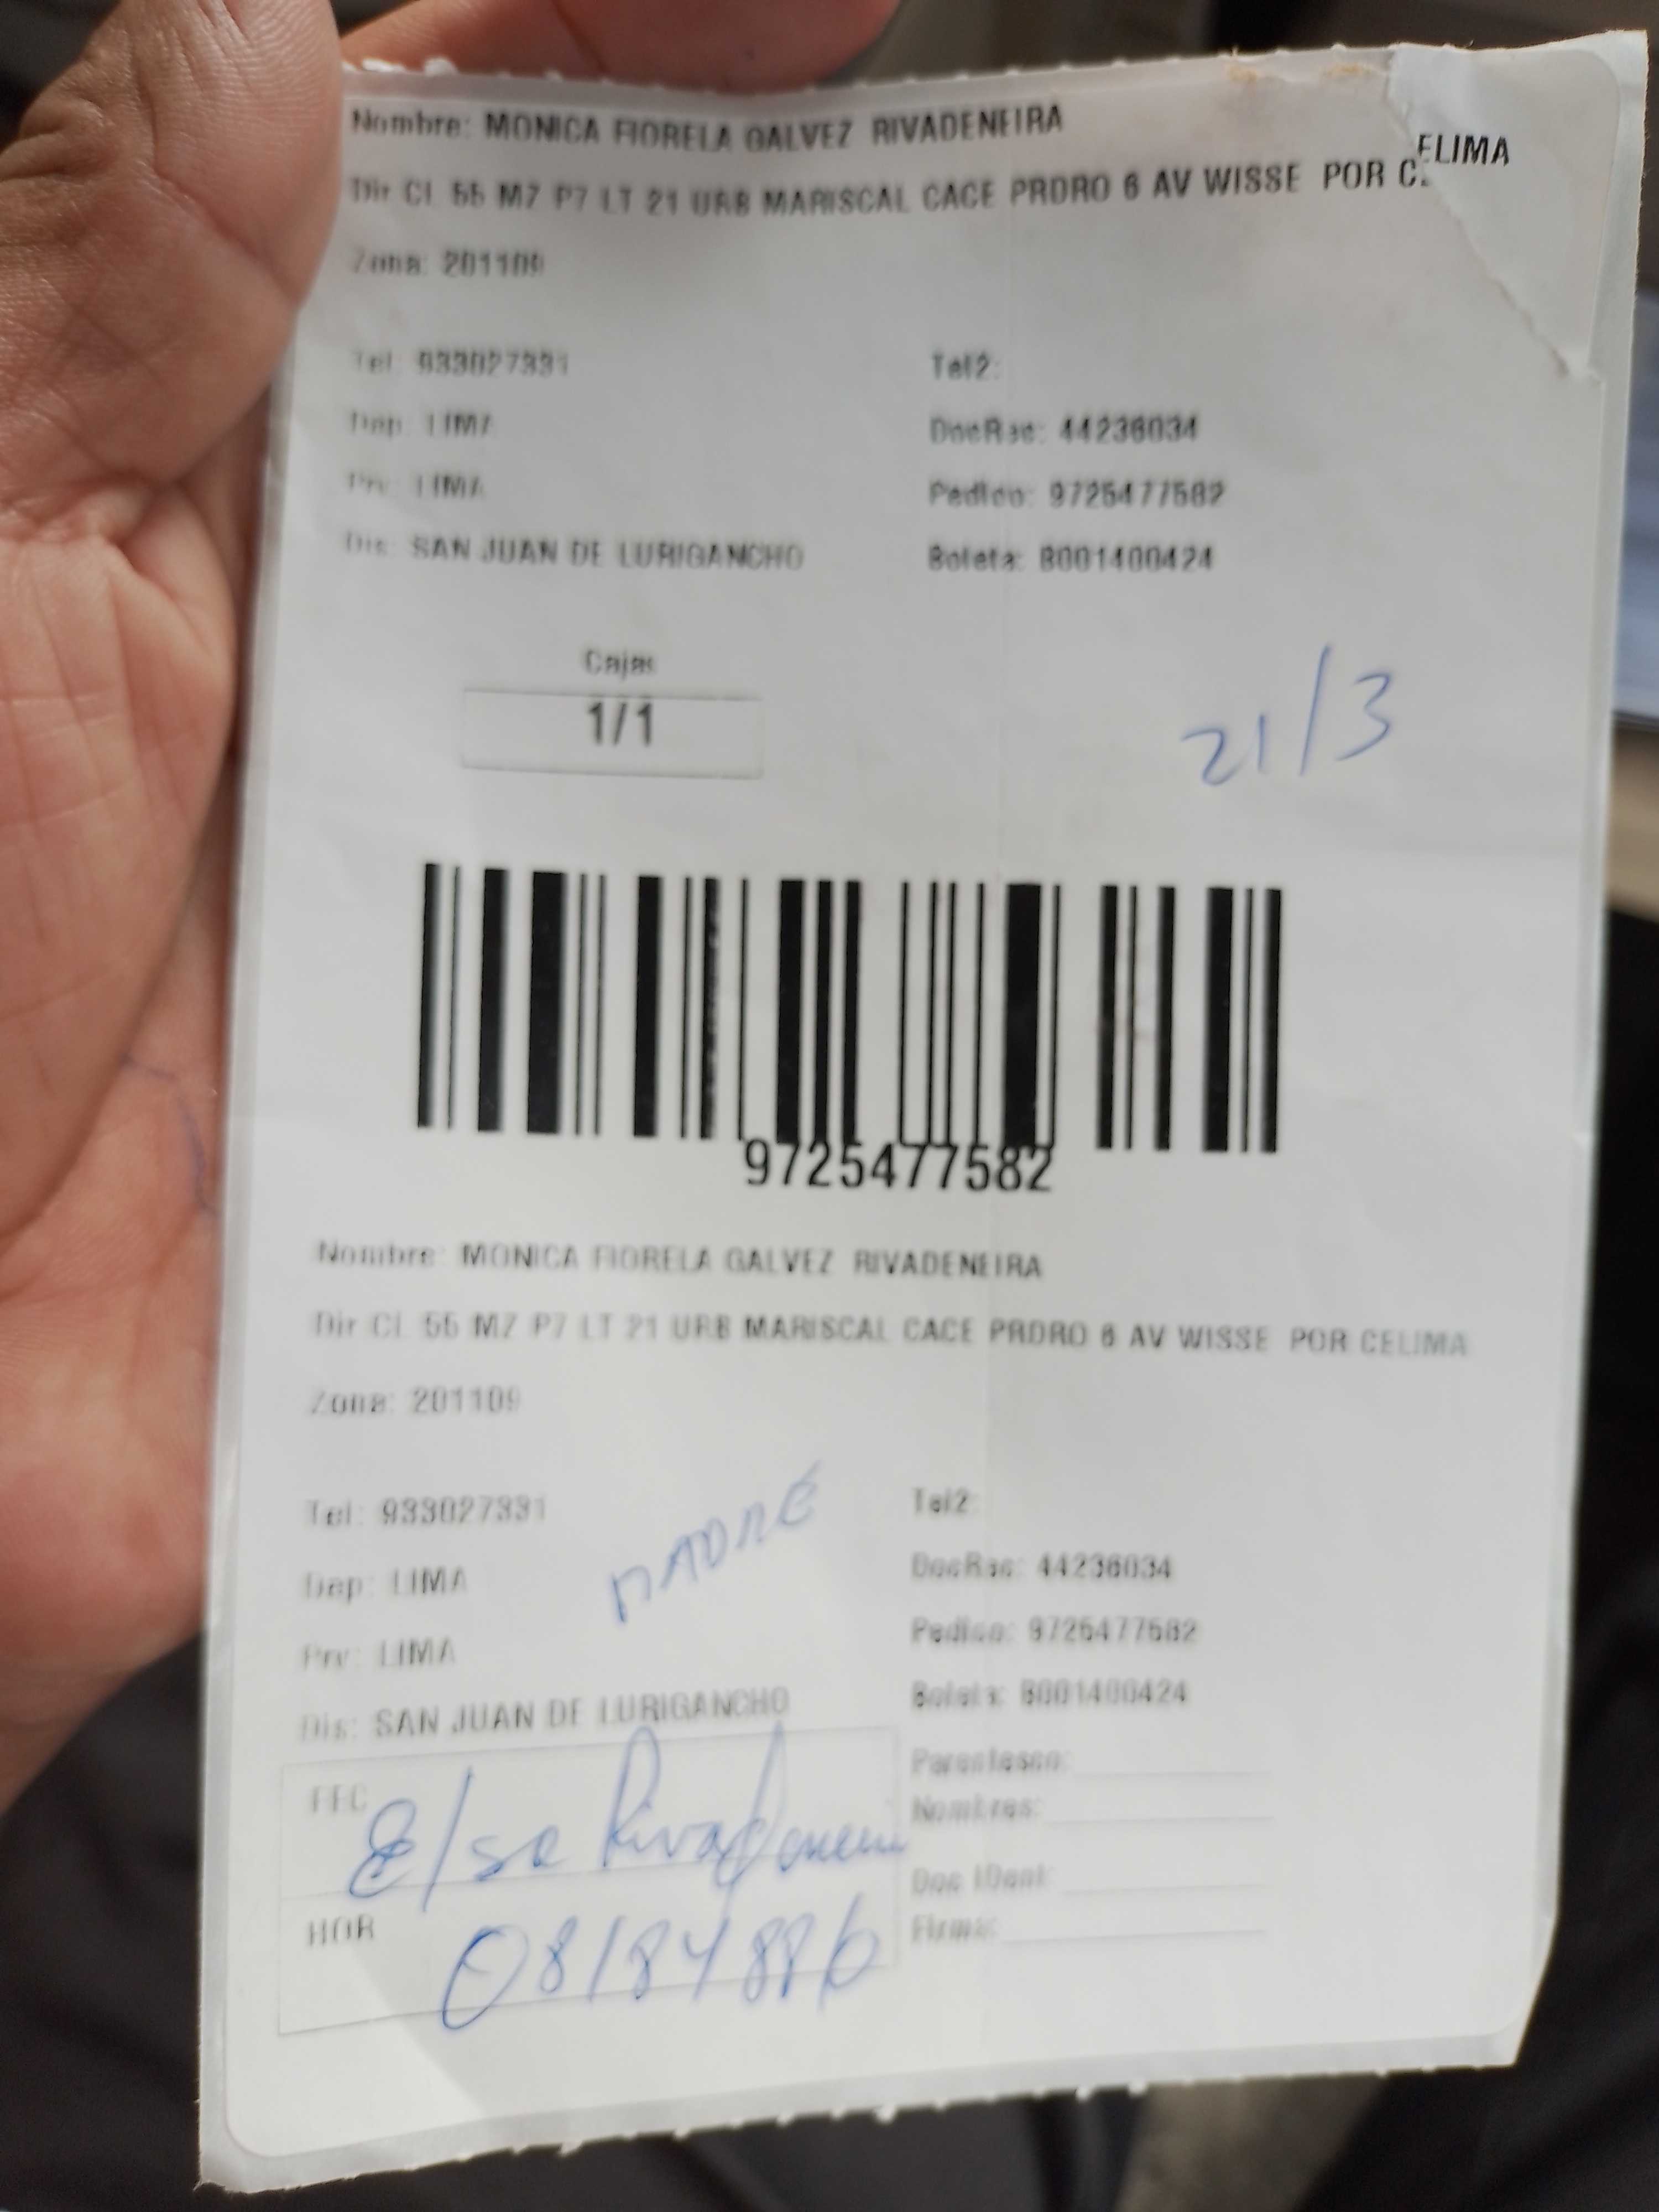 Nombre: MONICA FIORELA GALVEZ RIVADENEIRA
Dir CL 55 MZ P7 LT 21 URB MARISCAL CACE PRDRO 6 AV WISSE POR CELIMA
Zona: 201109
Tel: 933027331 Tel2:
Dep: LIMA DocRac: 44236034
Prv: LIMA Pedido: 9725477582
Dis: SAN JUAN DE LURIGANCHO Boleta: B001400424
Cajas
1/1
21/3
9725477582
Nombre: MONICA FIORELA GALVEZ RIVADENEIRA
Dir CL 55 MZ P7 LT 21 URB MARISCAL CACE PRDRO 6 AV WISSE POR CELIMA
Zona: 201109
Tel: 933027331 Tel2:
MADRE
Dep: LIMA DocRac: 44236034
Prv: LIMA Pedido: 9725477582
Dis: SAN JUAN DE LURIGANCHO Boleta: B001400424
FEC Parentesco:
Elsa Nombres:
Doc IDent:
HOR Firma: